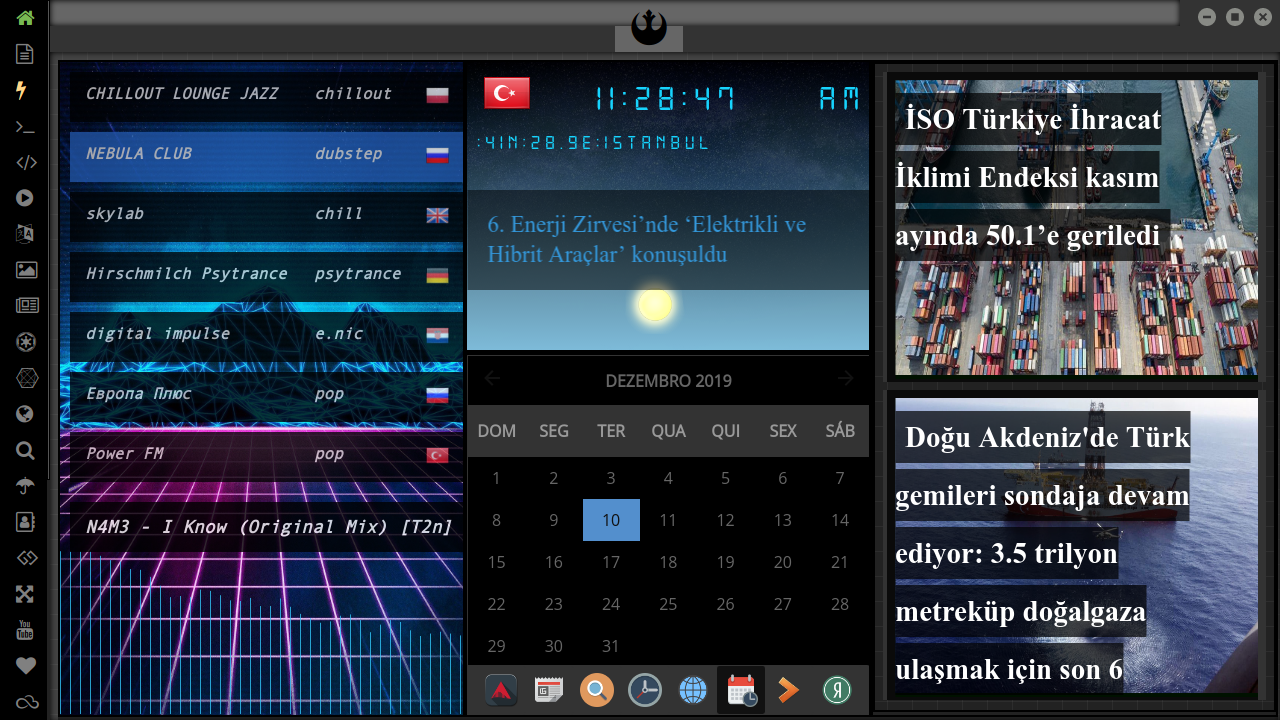 CHILLOUT LOUNGE JAZZ chillout
NEBULA CLUB dubstep
skylab chill
Hirschmilch Psytrance psytrance
digital impulse e.nic
Европа Плюс pop
Power FM pop
N4M3 - I Know (Original Mix) [T2n]
11:28:47 AM
:41N:28.9E:ISTANBUL
6. Enerji Zirvesi’nde ‘Elektrikli ve
Hibrit Araçlar’ konuşuldu
DEZEMBRO 2019
DOM SEG TER QUA QUI SEX SÁB
1 2 3 4 5 6 7
8 9 10 11 12 13 14
15 16 17 18 19 20 21
22 23 24 25 26 27 28
29 30 31
İSO Türkiye İhracat
İklimi Endeksi kasım
ayında 50.1’e geriledi
Doğu Akdeniz'de Türk
gemileri sondaja devam
ediyor: 3.5 trilyon
metreküp doğalgaza
ulaşmak için son 6
You
Tube
Я